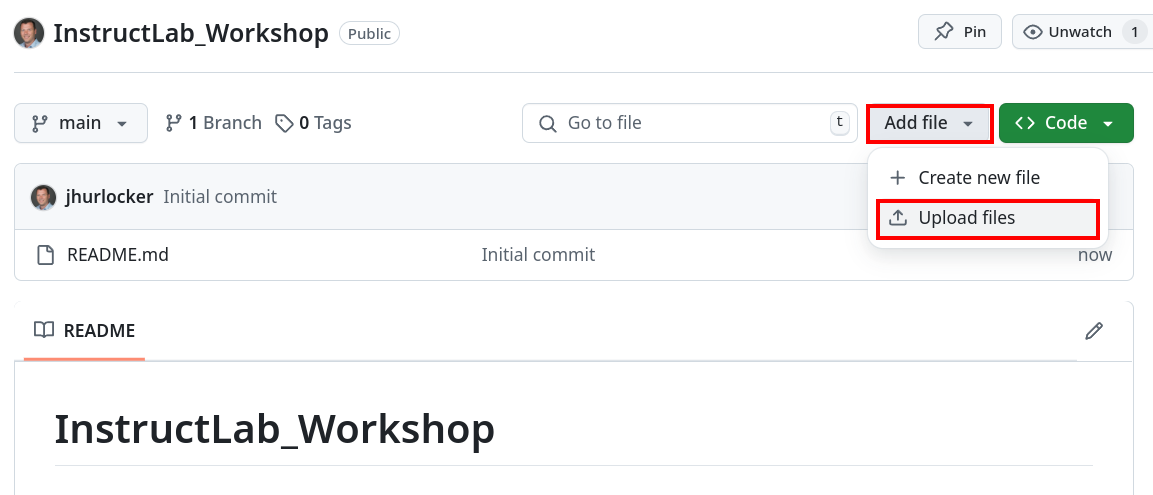 InstructLab_Workshop Public Pin Unwatch 1
main 1 Branch 0 Tags Go to file t Add file Code
Create new file
jhurlocker Initial commit
Upload files
README.md Initial commit now
README
InstructLab_Workshop